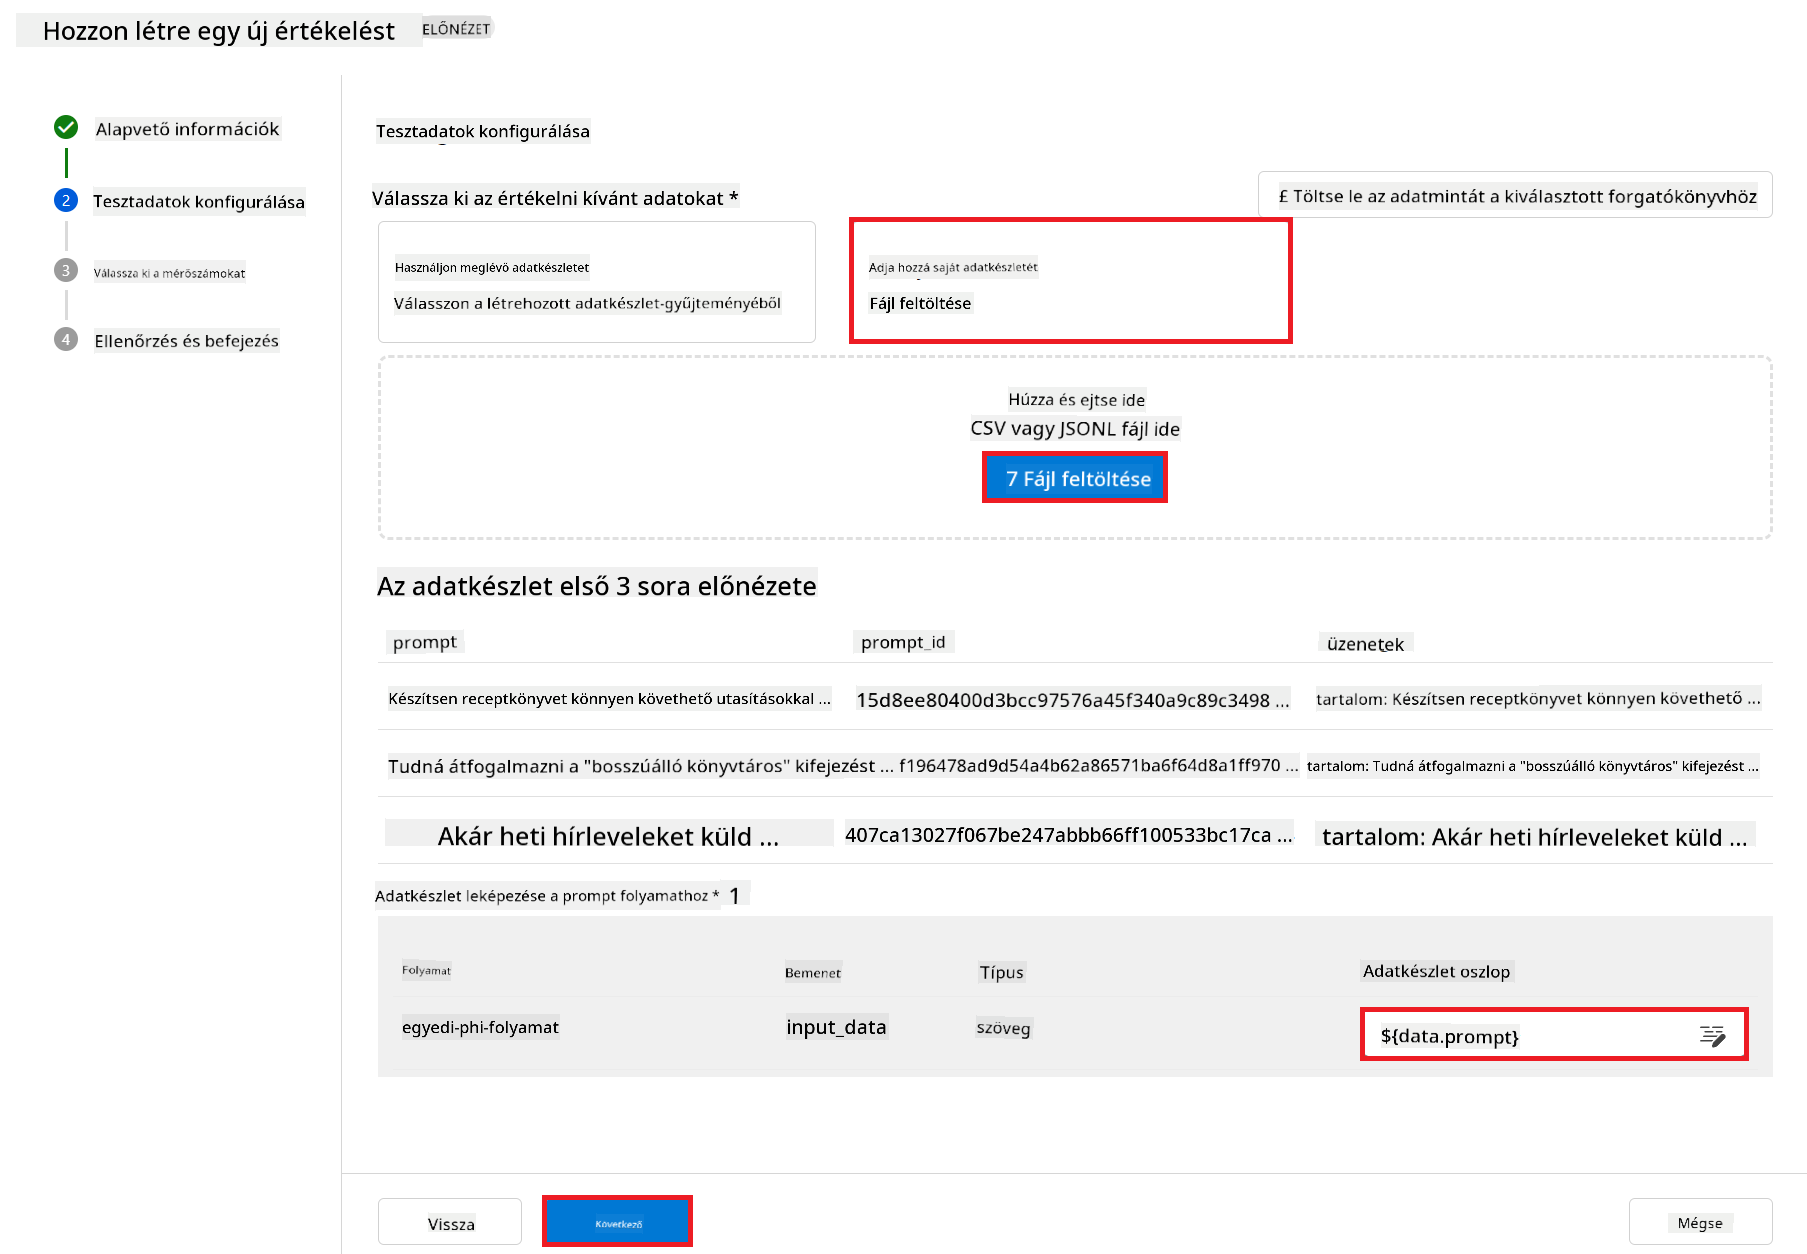 Hozzon létre egy új értékelést ELŐNÉZET
Alapvető információk
2 Tesztadatok konfigurálása
3 Válassza ki a mérőszámokat
4 Ellenőrzés és befejezés
Tesztadatok konfigurálása
Válassza ki az értékelni kívánt adatokat *
£ Töltse le az adatmintát a kiválasztott forgatókönyvhöz
Használjon meglévő adatkészletet
Válasszon a létrehozott adatkészlet-gyűjteményéből
Adja hozzá saját adatkészletét
Fájl feltöltése
Húzza és ejtse ide
CSV vagy JSONL fájl ide
7 Fájl feltöltése
Az adatkészlet első 3 sora előnézete
prompt prompt_id üzenetek
Készítsen receptkönyvet könnyen követhető utasításokkal ... 15d8ee80400d3bcc97576a45f340a9c89c3498 ... tartalom: Készítsen receptkönyvet könnyen követhető ...
Tudná átfogalmazni a "bosszúálló könyvtáros" kifejezést ... f196478ad9d54a4b62a86571ba6f64d8a1ff970 ... tartalom: Tudná átfogalmazni a "bosszúálló könyvtáros" kifejezést ...
Akár heti hírleveleket küld ... 407ca13027f067be247abbb66ff100533bc17ca ... tartalom: Akár heti hírleveleket küld ...
Adatkészlet leképezése a prompt folyamathoz * 1
Folyamat Bemenet Típus Adatkészlet oszlop
egyedi-phi-folyamat input_data szöveg ${data.prompt}
Vissza Következő Mégse